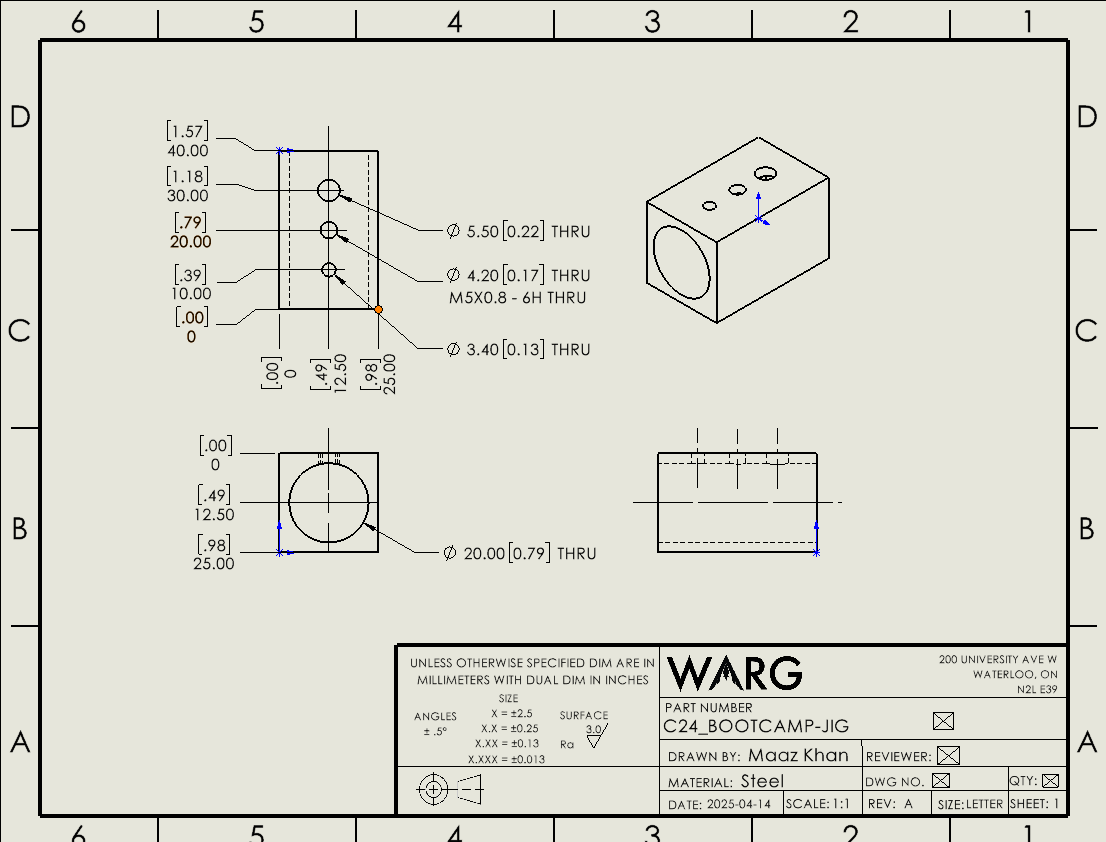 6 5 4 3 2 1
D D
[1.57]
40.00
[1.18]
30.00
[.79]
20.00
[.39]
10.00
[.00]
0
Ø 5.50[0.22] THRU
Ø 4.20[0.17] THRU
M5X0.8 - 6H THRU
Ø 3.40[0.13] THRU
C C
[.00]
0
[.49]
12.50
[.98]
25.00
[.00]
0
[.49]
12.50
[.98]
25.00
Ø 20.00[0.79] THRU
B B
UNLESS OTHERWISE SPECIFIED DIM ARE IN
MILLIMETERS WITH DUAL DIM IN INCHES
ANGLES
± .5°
SIZE
X = ±2.5
X.X = ±0.25
X.XX = ±0.13
X.XXX = ±0.013
SURFACE
3.0
Ra
WARG
200 UNIVERSITY AVE W
WATERLOO, ON
N2L E39
PART NUMBER
C24_BOOTCAMP-JIG
DRAWN BY: Maaz Khan REVIEWER:
MATERIAL: Steel DWG NO. QTY:
DATE: 2025-04-14 SCALE: 1:1 REV: A SIZE:LETTER SHEET: 1
A A
6 5 4 3 2 1